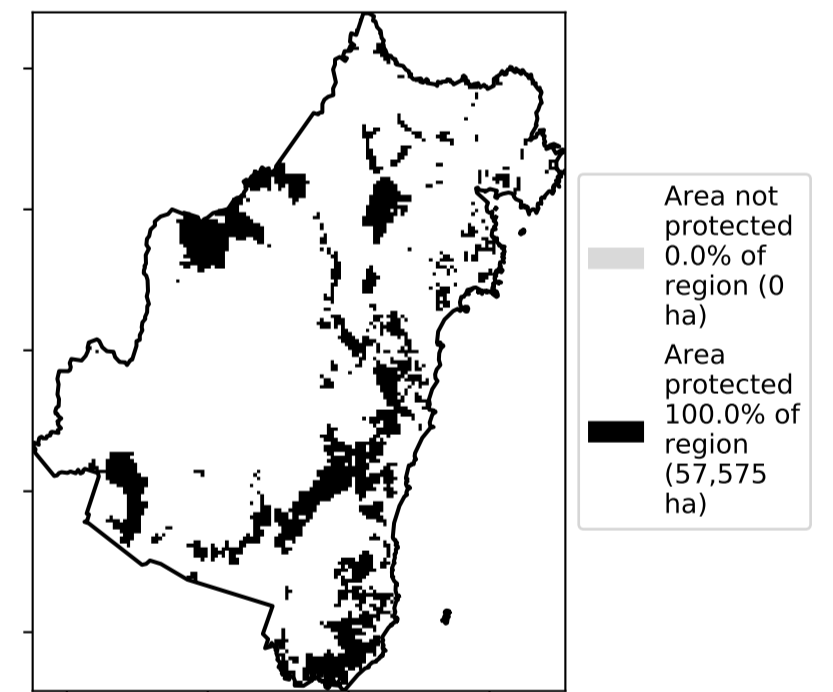 Area not
protected
0.0% of
region (0
ha)
Area
protected
100.0% of
region
(57,575
ha)